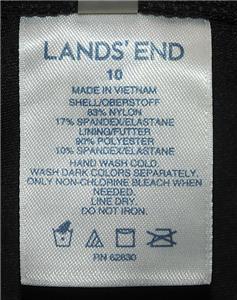 LANDS' END
10
MADE IN VIETNAM
SHELL/OBERSTOFF
83% NYLON
17% SPANDEX/ELASTANE
LINING/FUTTER
90% POLYESTER
10% SPANDEX/ELASTANE
HAND WASH COLD.
WASH DARK COLORS SEPARATELY.
ONLY NON-CHLORINE BLEACH WHEN
NEEDED.
LINE DRY.
DO NOT IRON.
RN 62830